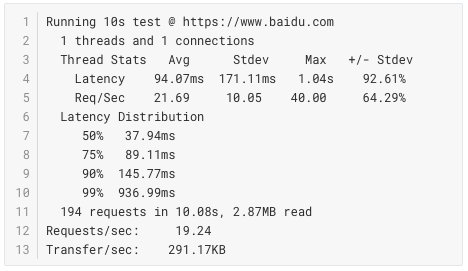 1 Running 10s test @ https://www.baidu.com
2 1 threads and 1 connections
3 Thread Stats Avg Stdev Max +/- Stdev
4 Latency 94.07ms 171.11ms 1.04s 92.61%
5 Req/Sec 21.69 10.05 40.00 64.29%
6 Latency Distribution
7 50% 37.94ms
8 75% 89.11ms
9 90% 145.77ms
10 99% 936.99ms
11 194 requests in 10.08s, 2.87MB read
12 Requests/sec: 19.24
13 Transfer/sec: 291.17KB